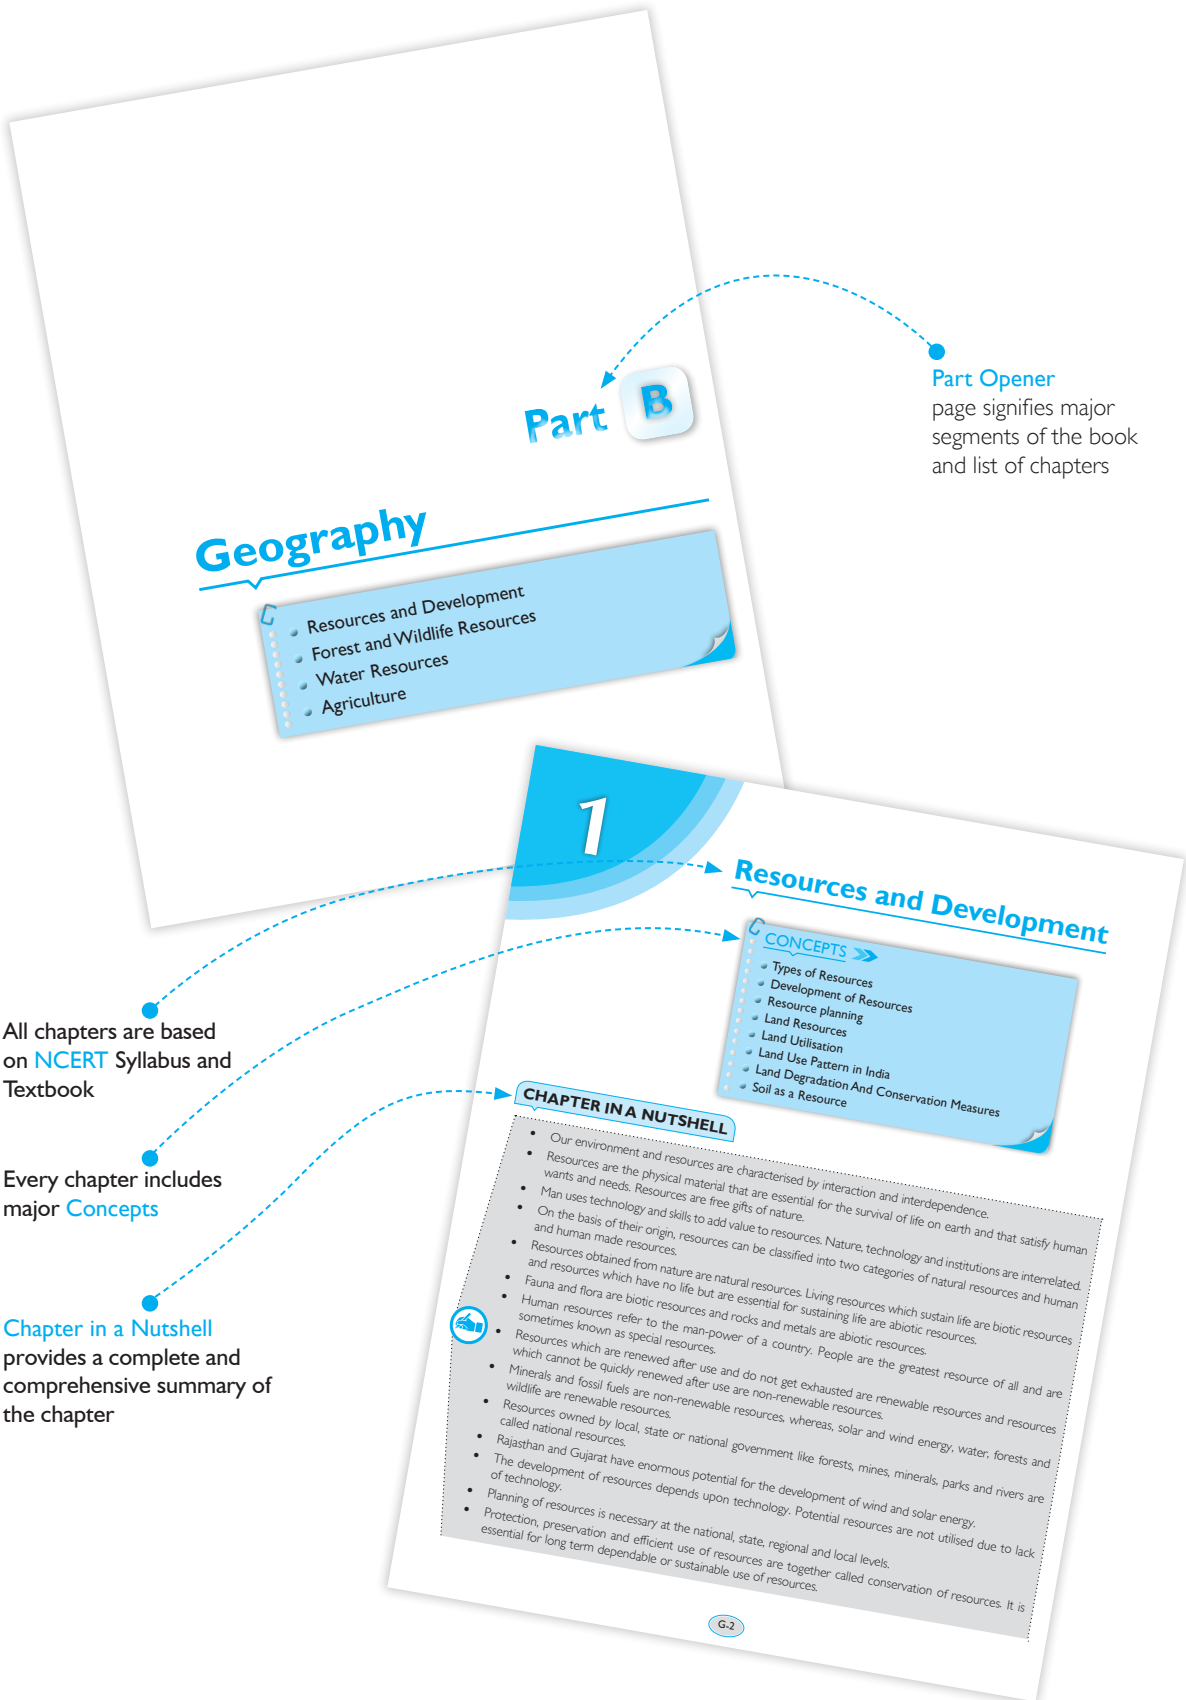 Part B
Geography
Resources and Development
Forest and Wildlife Resources
Water Resources
Agriculture
Part Opener
page signifies major
segments of the book
and list of chapters
1
Resources and Development
CONCEPTS
Types of Resources
Development of Resources
Resource planning
Land Resources
Land Utilisation
Land Use Pattern in India
Land Degradation And Conservation Measures
Soil as a Resource
All chapters are based
on NCERT Syllabus and
Textbook
Every chapter includes
major Concepts
Chapter in a Nutshell
provides a complete and
comprehensive summary of
the chapter
CHAPTER IN A NUTSHELL
• Our environment and resources are characterised by interaction and interdependence.
• Resources are the physical material that are essential for the survival of life on earth and that satisfy human
wants and needs. Resources are free gifts of nature.
• Man uses technology and skills to add value to resources. Nature, technology and institutions are interrelated.
• On the basis of their origin, resources can be classified into two categories of natural resources and human
and human made resources.
• Resources obtained from nature are natural resources. Living resources which sustain life are biotic resources
and resources which have no life but are essential for sustaining life are abiotic resources.
• Fauna and flora are biotic resources and rocks and metals are abiotic resources.
• Human resources refer to the man-power of a country. People are the greatest resource of all and are
sometimes known as special resources.
• Resources which are renewed after use and do not get exhausted are renewable resources and resources
which cannot be quickly renewed after use are non-renewable resources.
• Minerals and fossil fuels are non-renewable resources, whereas, solar and wind energy, water, forests and
wildlife are renewable resources.
• Resources owned by local, state or national government like forests, mines, minerals, parks and rivers are
called national resources.
• Rajasthan and Gujarat have enormous potential for the development of wind and solar energy.
• The development of resources depends upon technology. Potential resources are not utilised due to lack
of technology.
• Planning of resources is necessary at the national, state, regional and local levels.
• Protection, preservation and efficient use of resources are together called conservation of resources. It is
essential for long term dependable or sustainable use of resources.
G-2